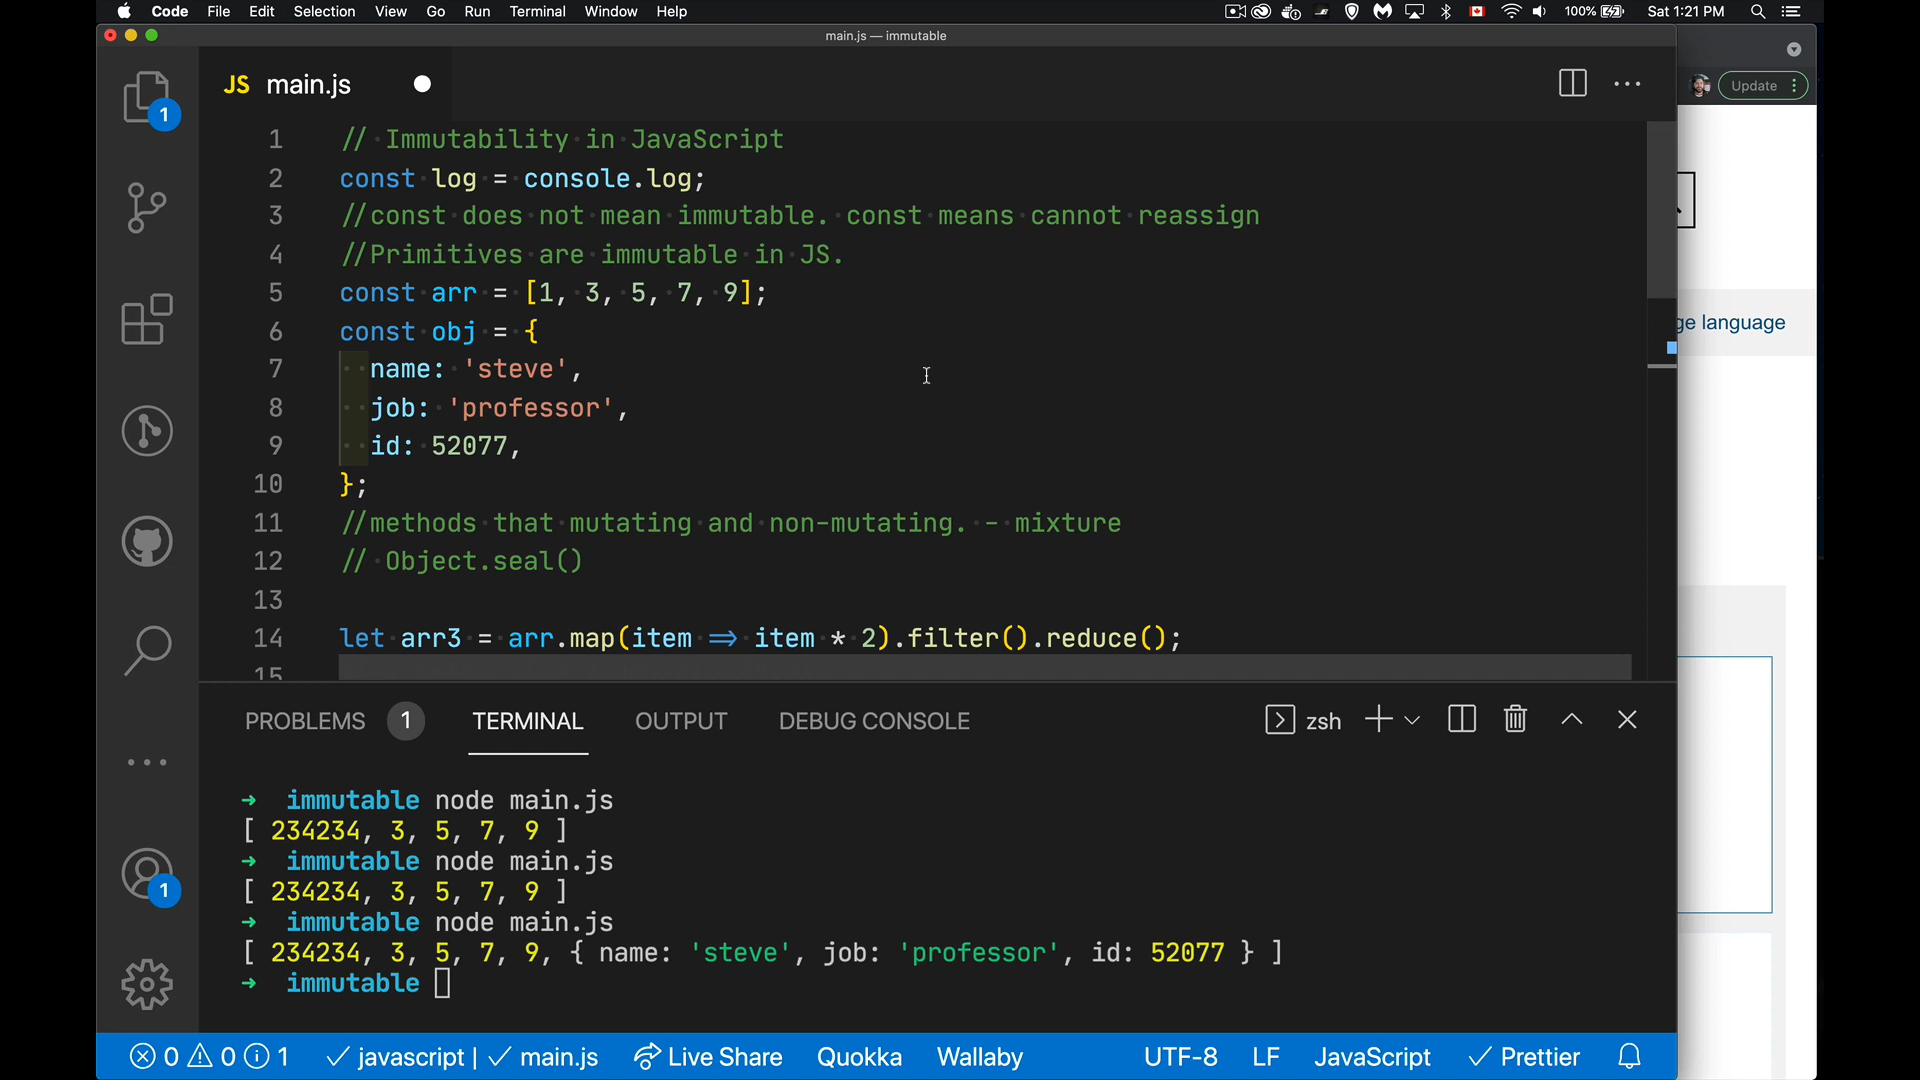 Code File Edit Selection View Go Run Terminal Window Help 100% Sat 1:21 PM
main.js — immutable
JS main.js
Update
1 // Immutability in JavaScript
2 const log = console.log;
3 //const does not mean immutable. const means cannot reassign
4 //Primitives are immutable in JS.
5 const arr = [1, 3, 5, 7, 9];
6 const obj = {
7 name: 'steve',
8 job: 'professor',
9 id: 52077,
10 };
11 //methods that mutating and non-mutating. - mixture
12 // Object.seal()
13
14 let arr3 = arr.map(item => item * 2).filter().reduce();
15
language
1
1
PROBLEMS 1 TERMINAL OUTPUT DEBUG CONSOLE zsh
➜ immutable node main.js
[ 234234, 3, 5, 7, 9 ]
➜ immutable node main.js
[ 234234, 3, 5, 7, 9 ]
➜ immutable node main.js
[ 234234, 3, 5, 7, 9, { name: 'steve', job: 'professor', id: 52077 } ]
➜ immutable
0 0 1 javascript | main.js Live Share Quokka Wallaby UTF-8 LF JavaScript Prettier